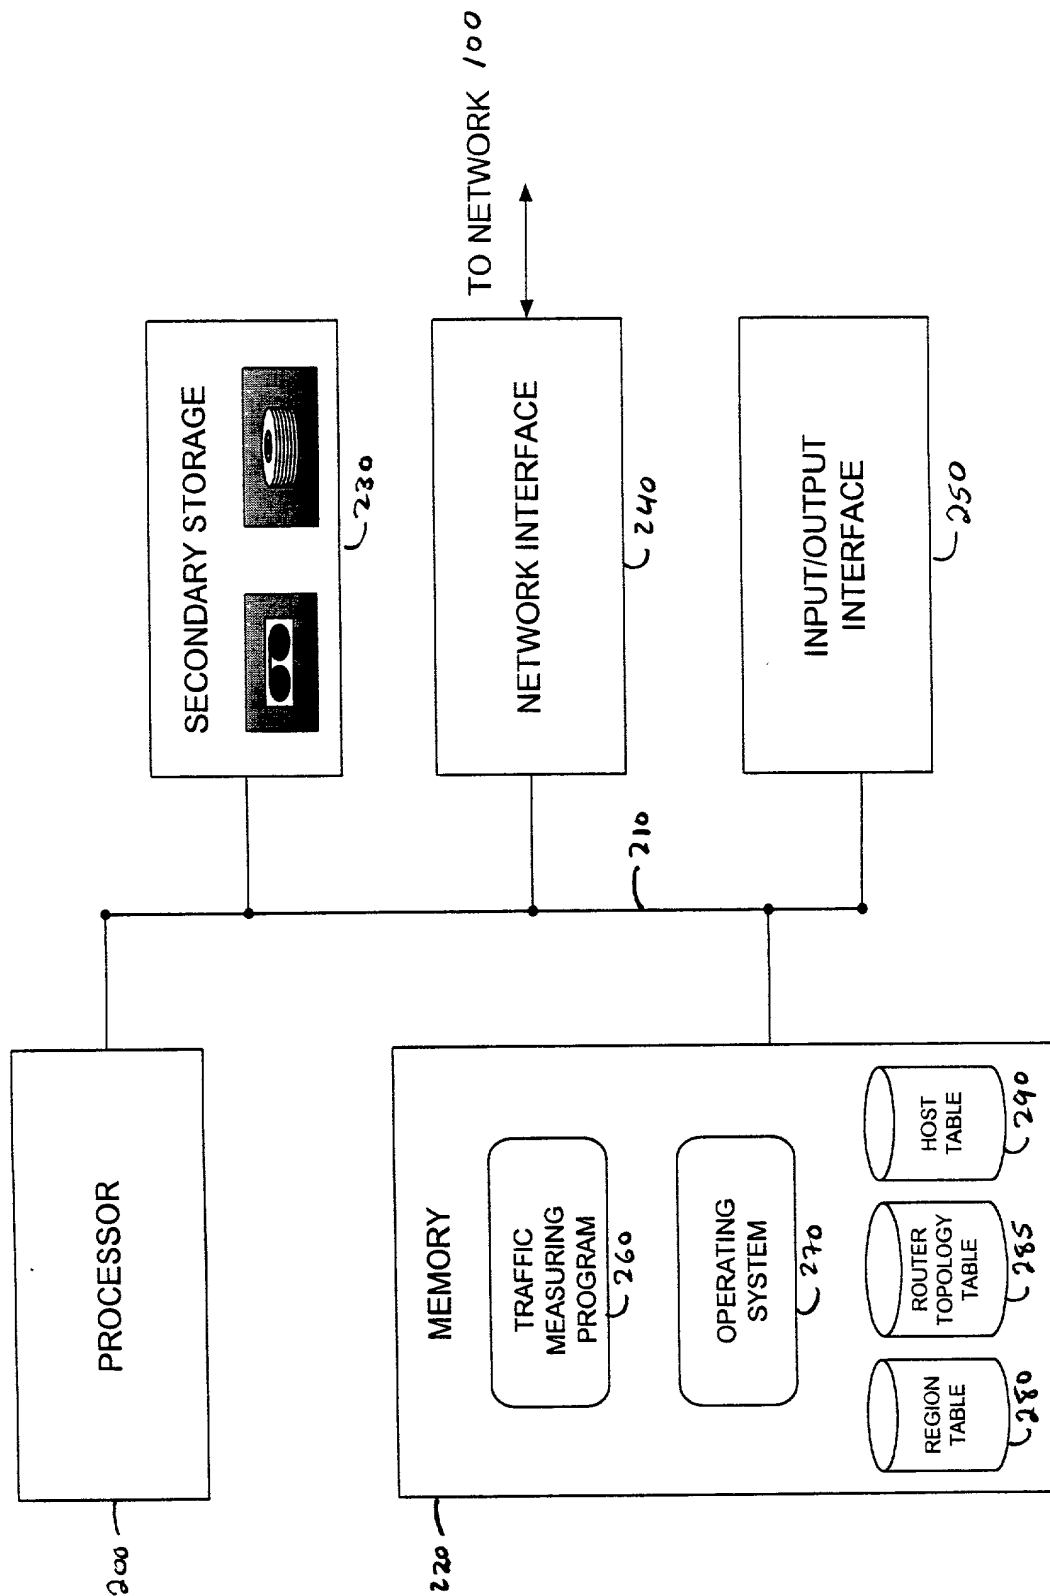 PROCESSOR
200
SECONDARY STORAGE
230
MEMORY
220
TRAFFIC
MEASURING
PROGRAM
260
OPERATING
SYSTEM
270
REGION
TABLE
280
ROUTER
TOPOLOGY
TABLE
285
HOST
TABLE
290
210
NETWORK INTERFACE
240
TO NETWORK 100
INPUT/OUTPUT
INTERFACE
250